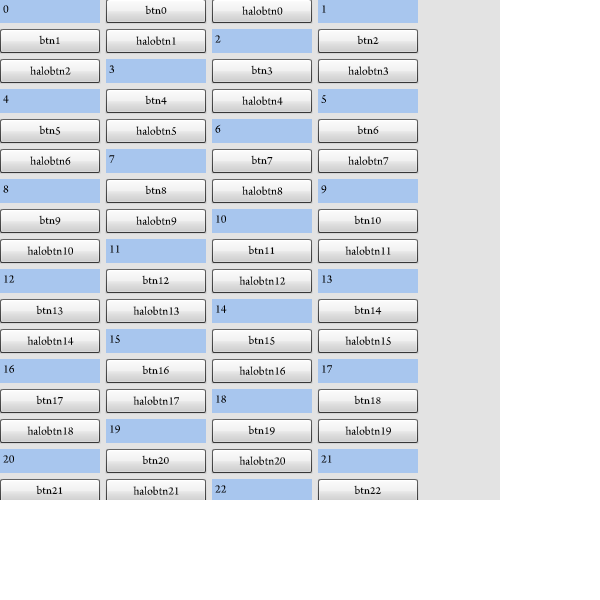 0 btn0 halobtn0 1
btn1 halobtn1 2 btn2
halobtn2 3 btn3 halobtn3
4 btn4 halobtn4 5
btn5 halobtn5 6 btn6
halobtn6 7 btn7 halobtn7
8 btn8 halobtn8 9
btn9 halobtn9 10 btn10
halobtn10 11 btn11 halobtn11
12 btn12 halobtn12 13
btn13 halobtn13 14 btn14
halobtn14 15 btn15 halobtn15
16 btn16 halobtn16 17
btn17 halobtn17 18 btn18
halobtn18 19 btn19 halobtn19
20 btn20 halobtn20 21
btn21 halobtn21 22 btn22